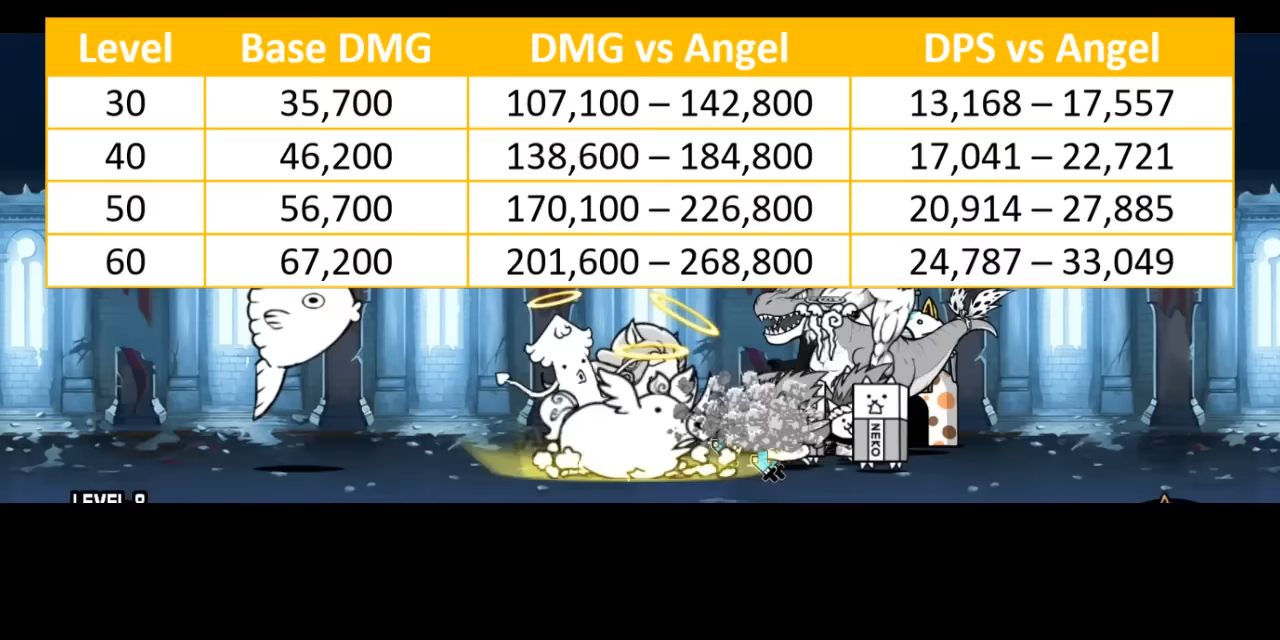 Level Base DMG DMG vs Angel DPS vs Angel
30 35,700 107,100 – 142,800 13,168 – 17,557
40 46,200 138,600 – 184,800 17,041 – 22,721
50 56,700 170,100 – 226,800 20,914 – 27,885
60 67,200 201,600 – 268,800 24,787 – 33,049
NEKO
LEVEL